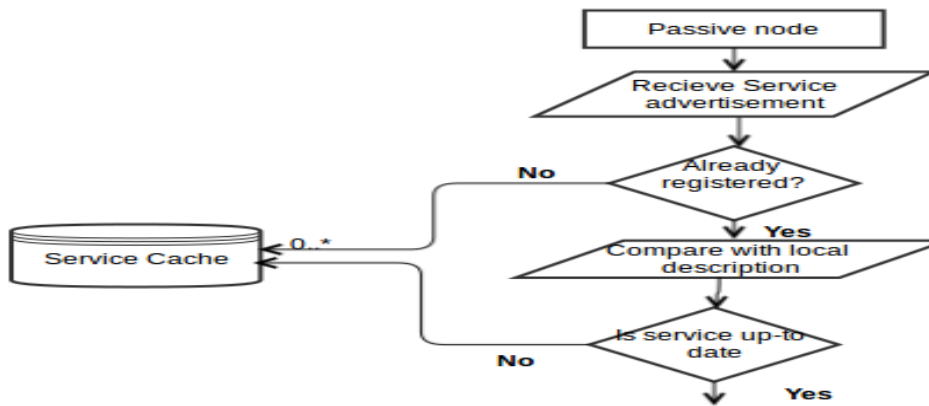 Passive node
Recieve Service
advertisement
Already
registered?
No
Yes
0..*
Service Cache
Compare with local
description
Is service up-to
date
No
Yes